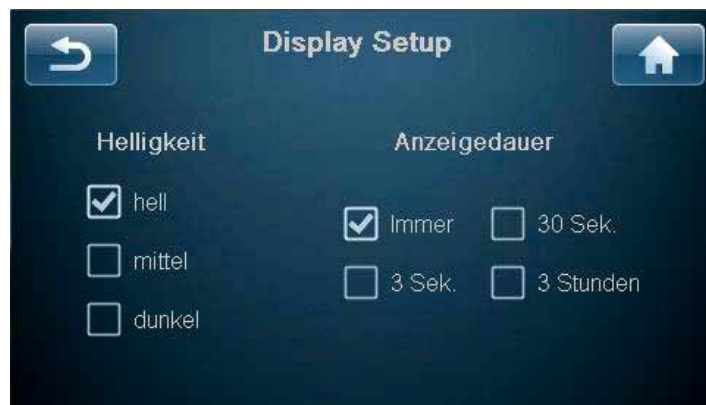 Display Setup
Helligkeit
hell
mittel
dunkel
Anzeigedauer
Immer
30 Sek.
3 Sek.
3 Stunden